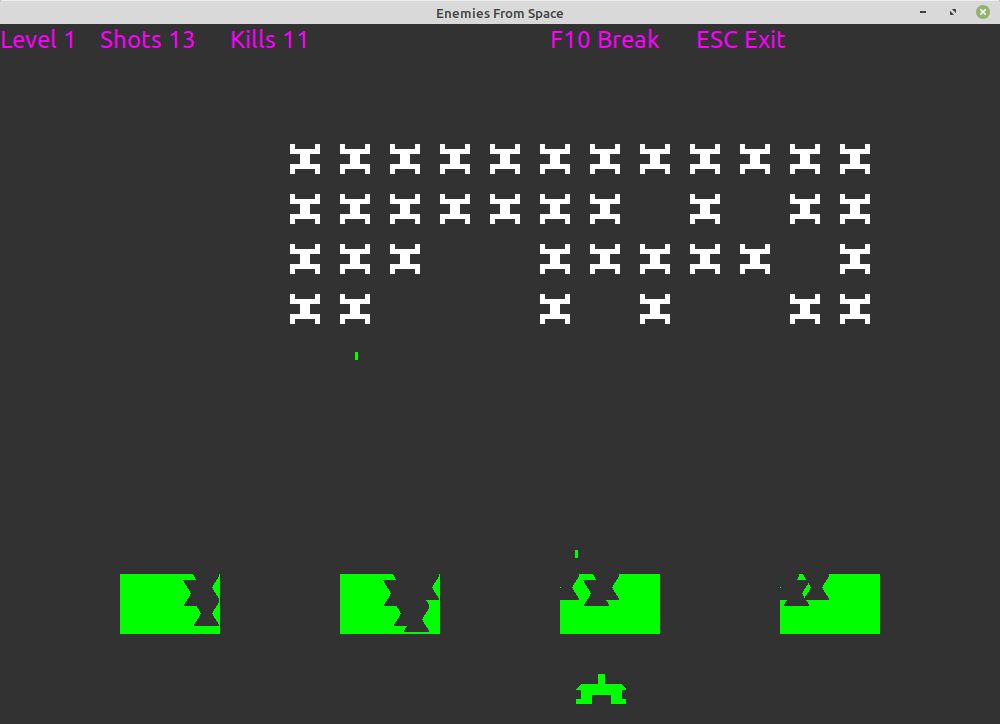 Enemies From Space
Level 1 Shots 13 Kills 11 F10 Break ESC Exit